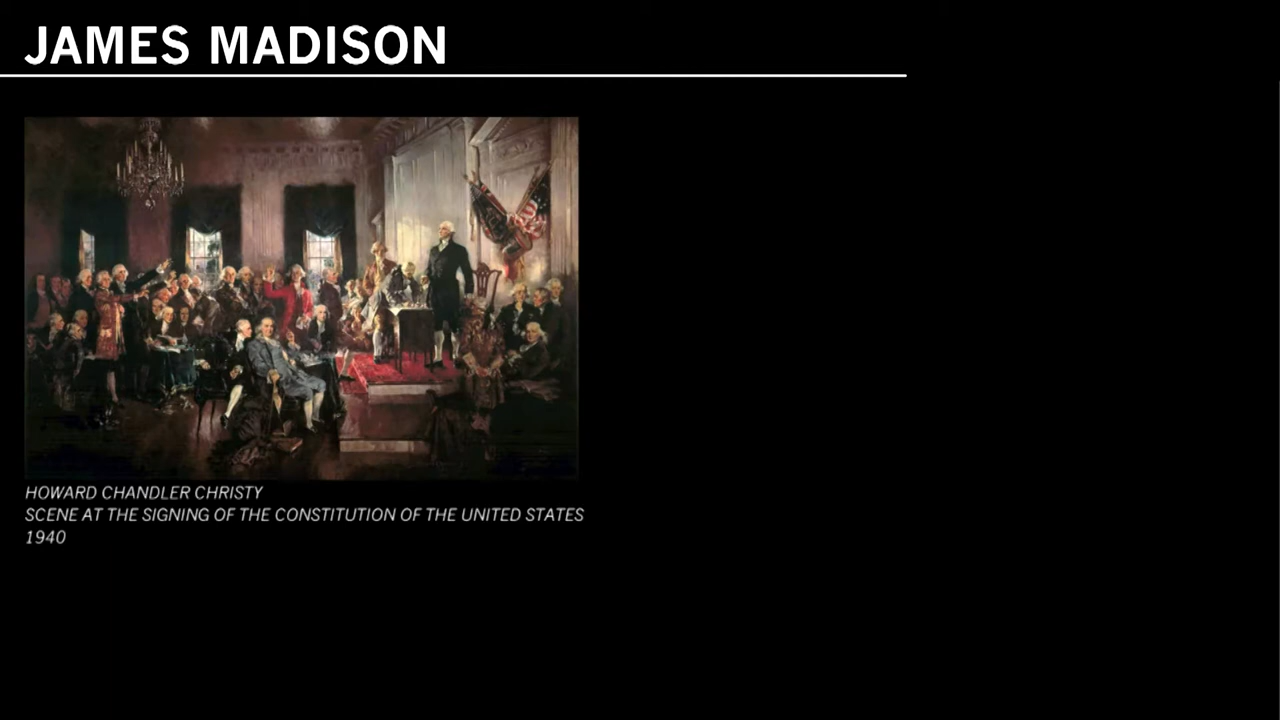 JAMES MADISON
HOWARD CHANDLER CHRISTY
SCENE AT THE SIGNING OF THE CONSTITUTION OF THE UNITED STATES
1940